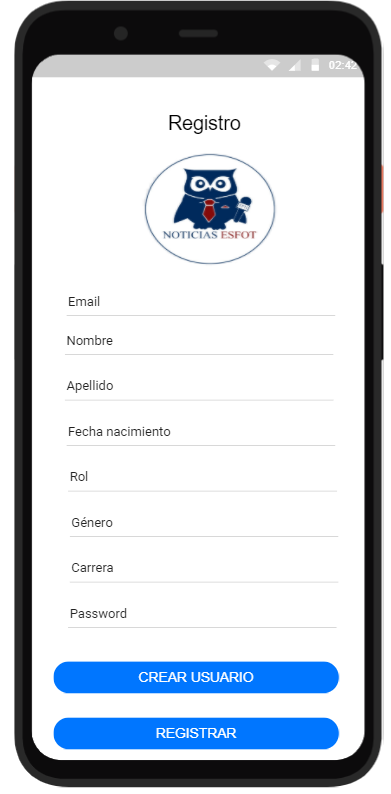 02:42
Registro
NOTICIAS ESFOT
Email
Nombre
Apellido
Fecha nacimiento
Rol
Género
Carrera
Password
CREAR USUARIO
REGISTRAR